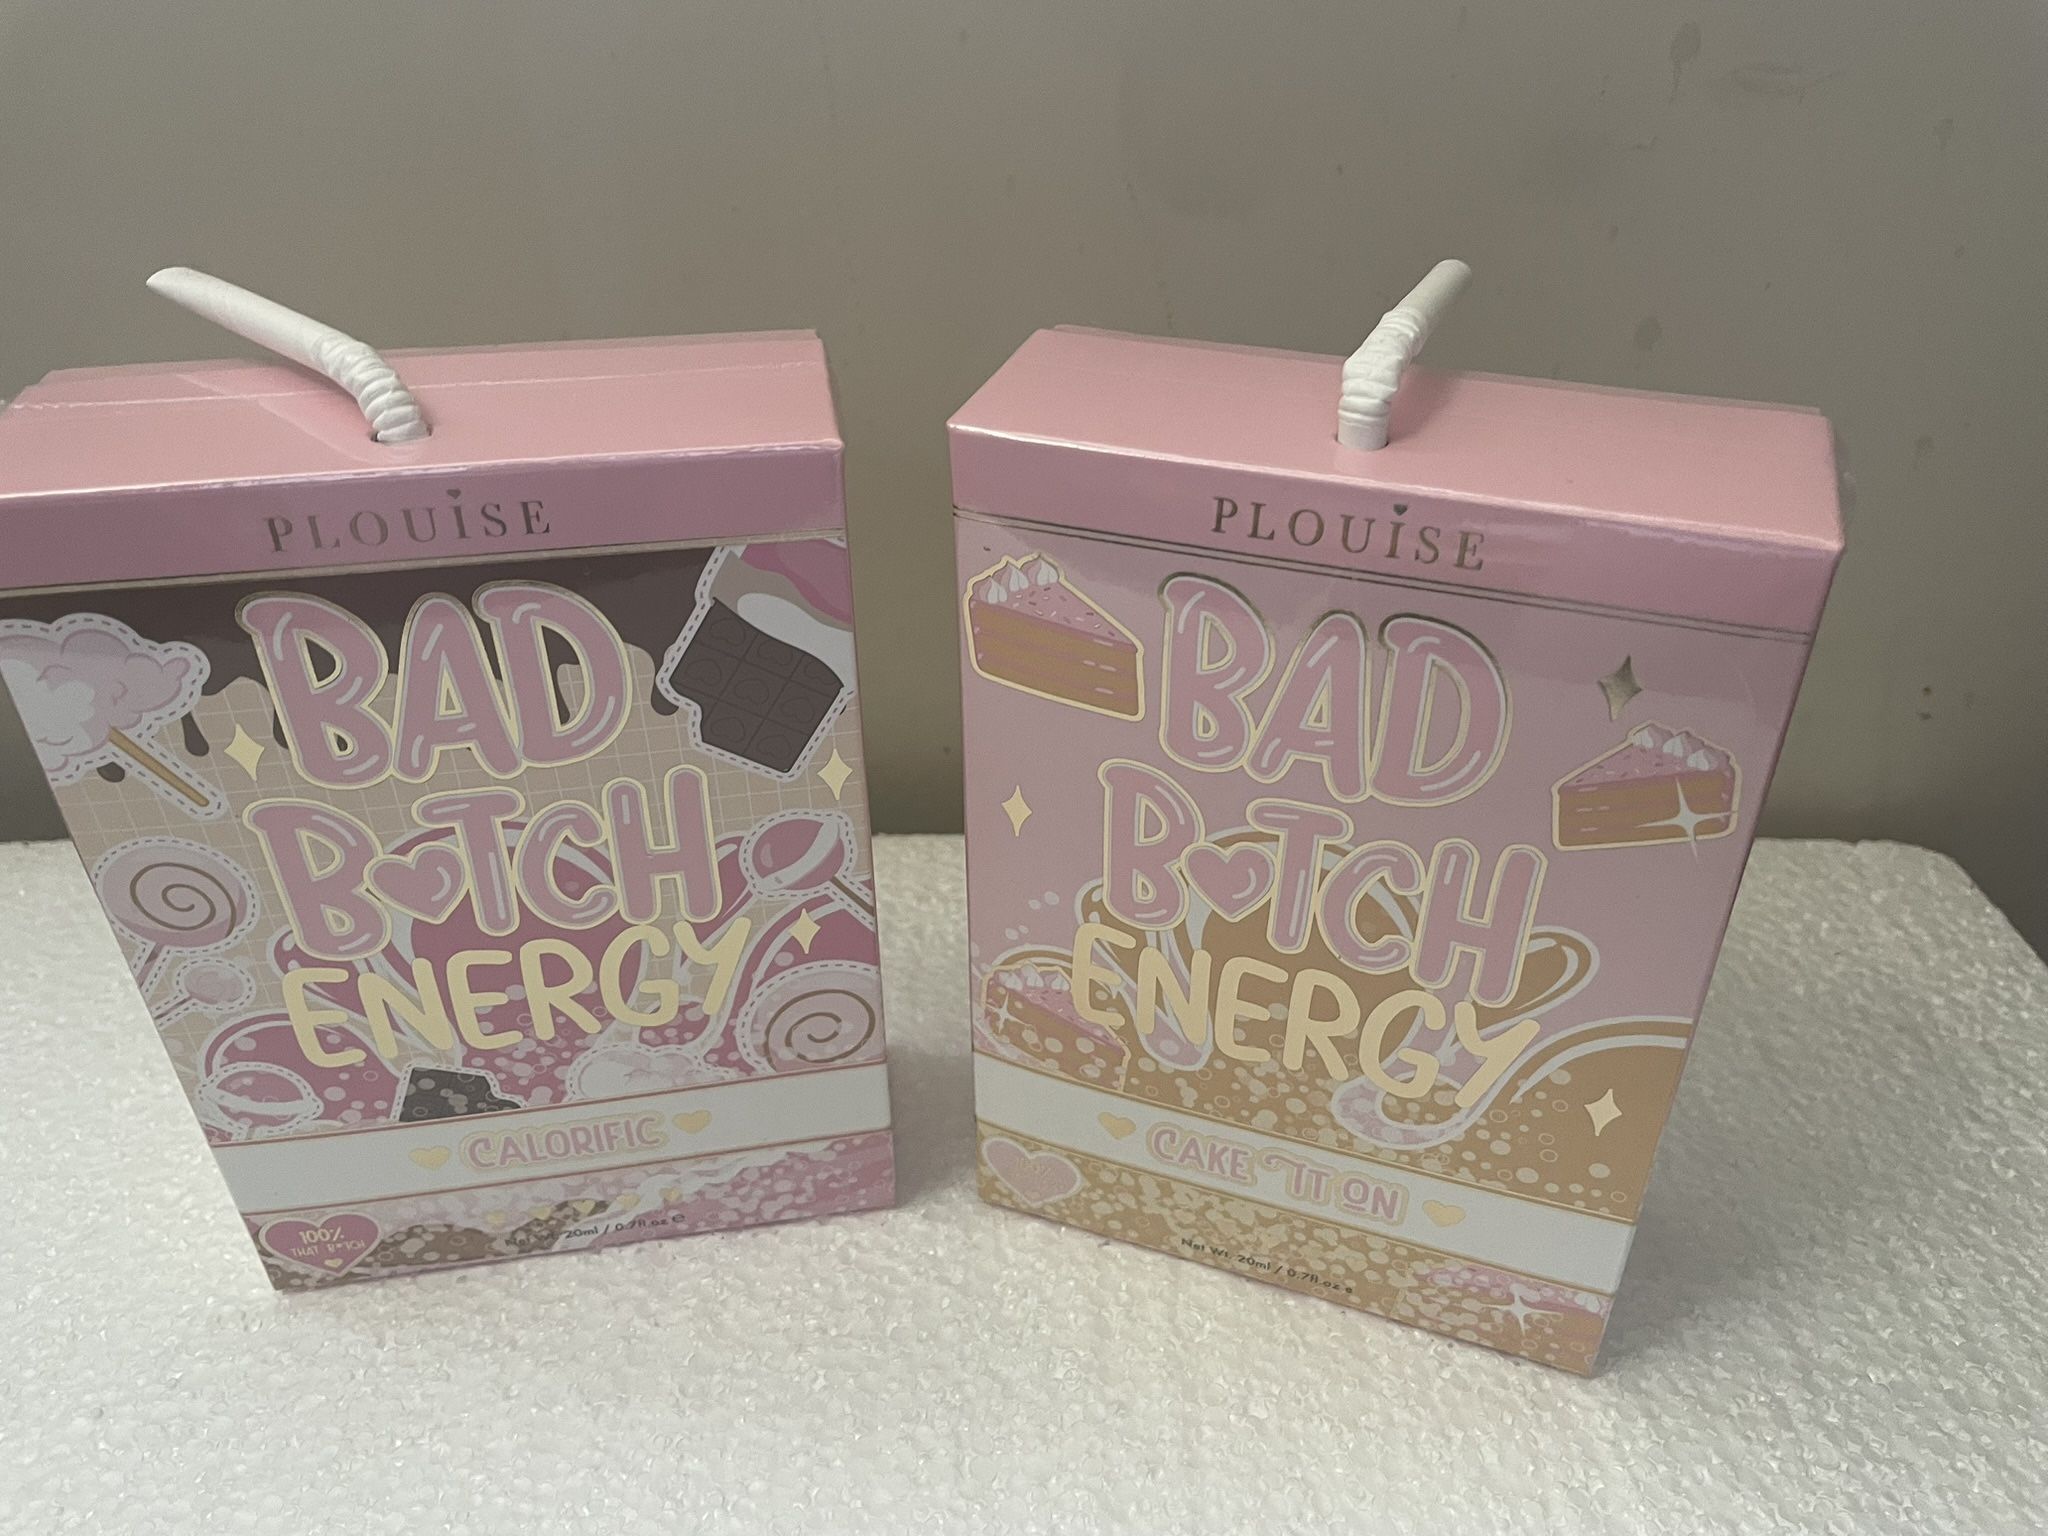 PLOUISE
BAD
B♥TCH
ENERGY
CALORIFIC
100%
THAT B*TCH
Net Wt. 20ml / 0.7fl.oz e
PLOUISE
BAD
B♥TCH
ENERGY
CAKE IT ON
Net Wt. 20ml / 0.7fl.oz e